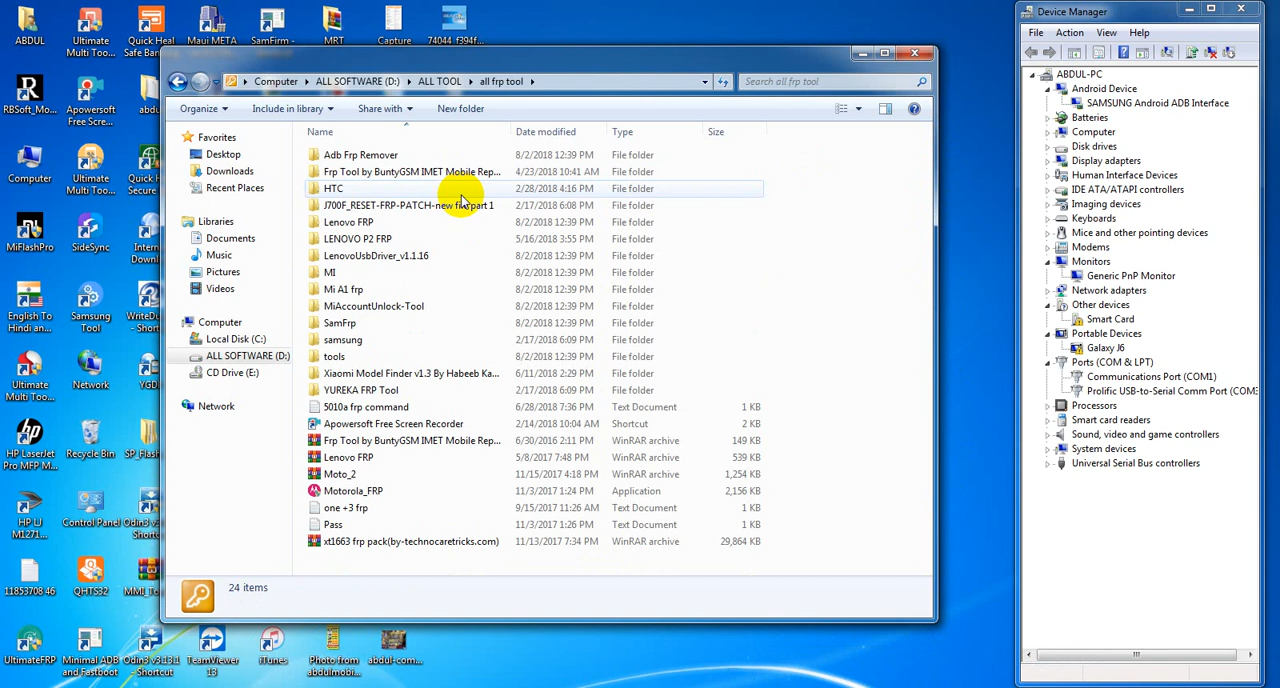 ABDUL
Ultimate
Multi Too...
Quick Heal
Safe Ban...
Maui META
SamFirm -
MRT
Capture
74044_f394f...
RBSoft_Mo...
Apowersoft
Free Scre...
abdu
Computer
Ultimate
Multi Too...
Quick
Secure
MiFlashPro
SideSync
Intern
Downl
English To
Hindi an...
Samsung
Tool
WriteDu
- Short
Ultimate
Multi Too...
Network
YGD
HP LaserJet
Pro MFP M...
Recycle Bin
SP_Flash
HP LJ
M1271...
Control Panel
Odin3 v3
Shortc
11853708 46
QHTS32
MMI_To
UltimateFRP
Minimal ADB
and Fastboot
Odin3 v3.13.1
- Shortcut
TeamViewer
13
iTunes
Photo from
abdulmobi...
abdul-com...
Computer
ALL SOFTWARE (D:)
ALL TOOL
all frp tool
Search all frp tool
Organize
Include in library
Share with
New folder
Favorites
Desktop
Downloads
Recent Places
Libraries
Documents
Music
Pictures
Videos
Computer
Local Disk (C:)
ALL SOFTWARE (D:)
CD Drive (E:)
Network
Name Date modified Type Size
Adb Frp Remover 8/2/2018 12:39 PM File folder
Frp Tool by BuntyGSM IMET Mobile Rep... 4/23/2018 10:41 AM File folder
HTC 2/28/2018 4:16 PM File folder
J700F_RESET-FRP-PATCH-new file part 1 2/17/2018 6:08 PM File folder
Lenovo FRP 8/2/2018 12:39 PM File folder
LENOVO P2 FRP 5/16/2018 3:55 PM File folder
LenovoUsbDriver_v1.1.16 8/2/2018 12:39 PM File folder
MI 8/2/2018 12:39 PM File folder
Mi A1 frp 8/2/2018 12:39 PM File folder
MiAccountUnlock-Tool 8/2/2018 12:39 PM File folder
SamFrp 8/2/2018 12:39 PM File folder
samsung 2/17/2018 6:09 PM File folder
tools 8/2/2018 12:39 PM File folder
Xiaomi Model Finder v1.3 By Habeeb Ka... 6/11/2018 2:29 PM File folder
YUREKA FRP Tool 2/17/2018 6:09 PM File folder
5010a frp command 6/28/2018 7:36 PM Text Document 1 KB
Apowersoft Free Screen Recorder 2/14/2018 10:04 AM Shortcut 2 KB
Frp Tool by BuntyGSM IMET Mobile Rep... 6/30/2016 2:11 PM WinRAR archive 149 KB
Lenovo FRP 5/8/2017 7:48 PM WinRAR archive 539 KB
Moto_2 11/15/2017 4:18 PM WinRAR archive 1,254 KB
Motorola_FRP 11/3/2017 1:24 PM Application 2,156 KB
one +3 frp 9/15/2017 11:26 AM Text Document 1 KB
Pass 11/3/2017 1:26 PM Text Document 1 KB
xt1663 frp pack(by-technocaretricks.com) 11/13/2017 7:34 PM WinRAR archive 29,864 KB
24 items
Device Manager
File Action View Help
ABDUL-PC
Android Device
SAMSUNG Android ADB Interface
Batteries
Computer
Disk drives
Display adapters
Human Interface Devices
IDE ATA/ATAPI controllers
Imaging devices
Keyboards
Mice and other pointing devices
Modems
Monitors
Generic PnP Monitor
Network adapters
Other devices
Smart Card
Portable Devices
Galaxy J6
Ports (COM & LPT)
Communications Port (COM1)
Prolific USB-to-Serial Comm Port (COM3
Processors
Smart card readers
Sound, video and game controllers
System devices
Universal Serial Bus controllers